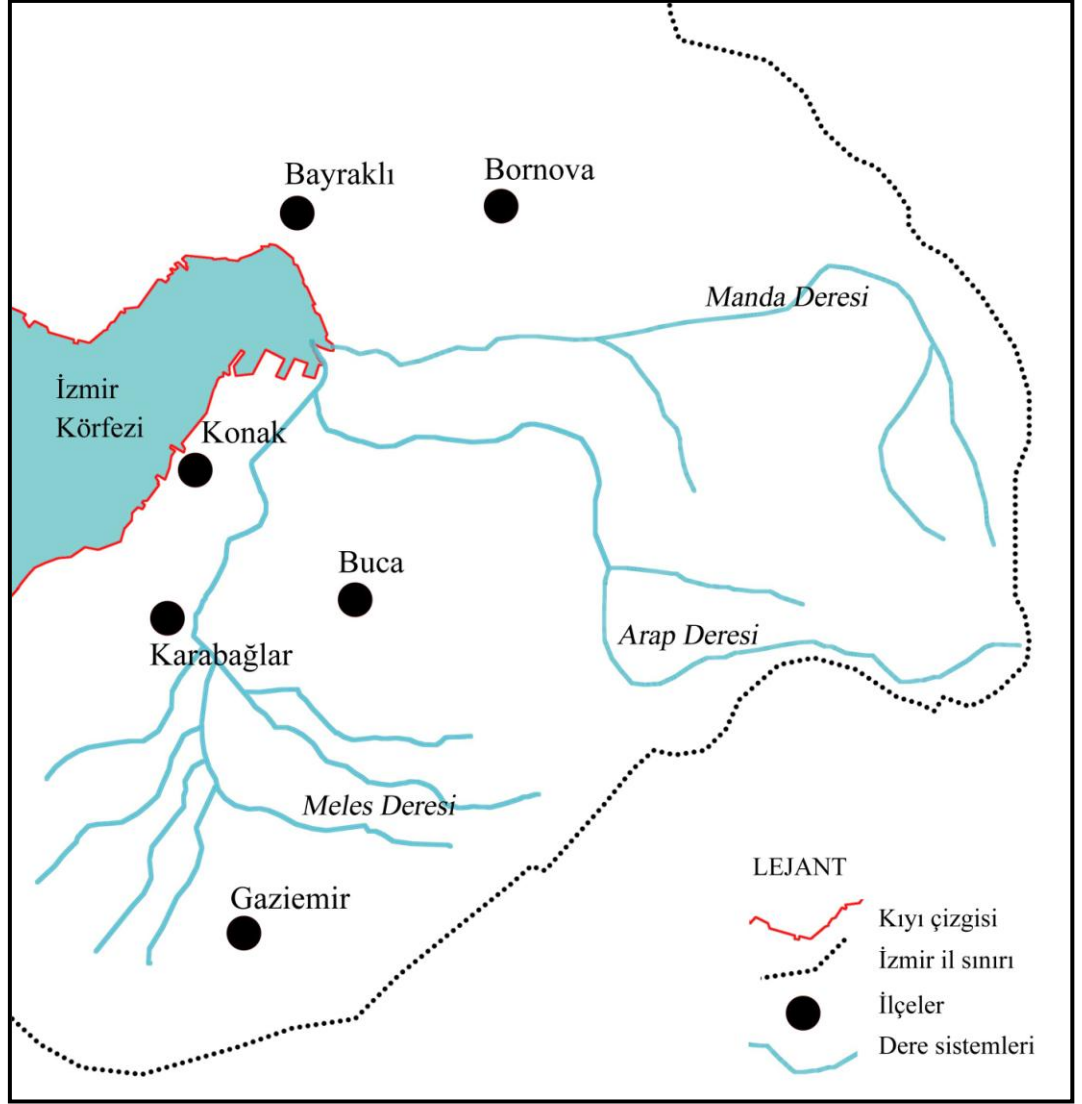 Bayraklı
Bornova
Manda Deresi
İzmir
Körfezi
Konak
Buca
Arap Deresi
Karabağlar
Meles Deresi
Gaziemir
LEJANT
Kıyı çizgisi
İzmir il sınırı
İlçeler
Dere sistemleri